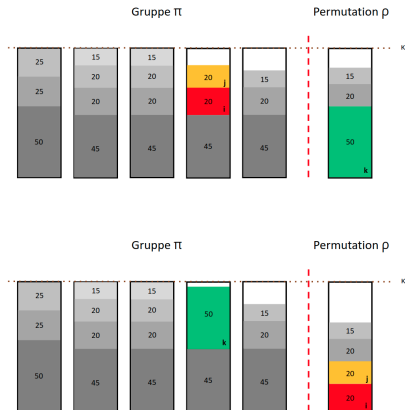 Gruppe π Permutation ρ
κ
25 15 15
20 20 20 j 15
25 20 20 20 i 20 20
50 45 45 45 45 50 k
Gruppe π Permutation ρ
κ
25 15 15
20 20 50 k 15
25 20 20 20 15
20
50 45 45 45 45 20 j
20 i